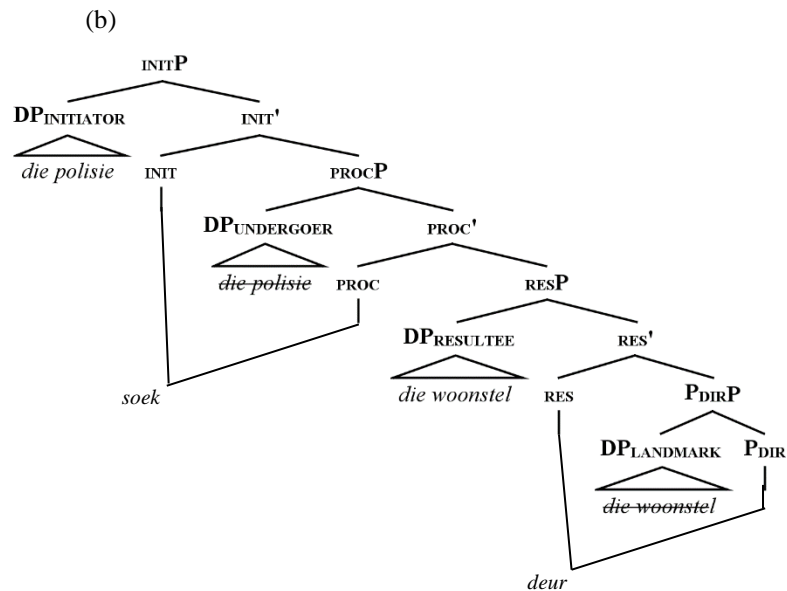 (b)
INITP
DPINITIATOR INIT'
die polisie INIT PROCP
DPUNDERGOER PROC'
die polisie PROC RESP
DPRESULTEE RES'
soek die woonstel RES PDIRP
DPLANDMARK PDIR
die woonstel
deur